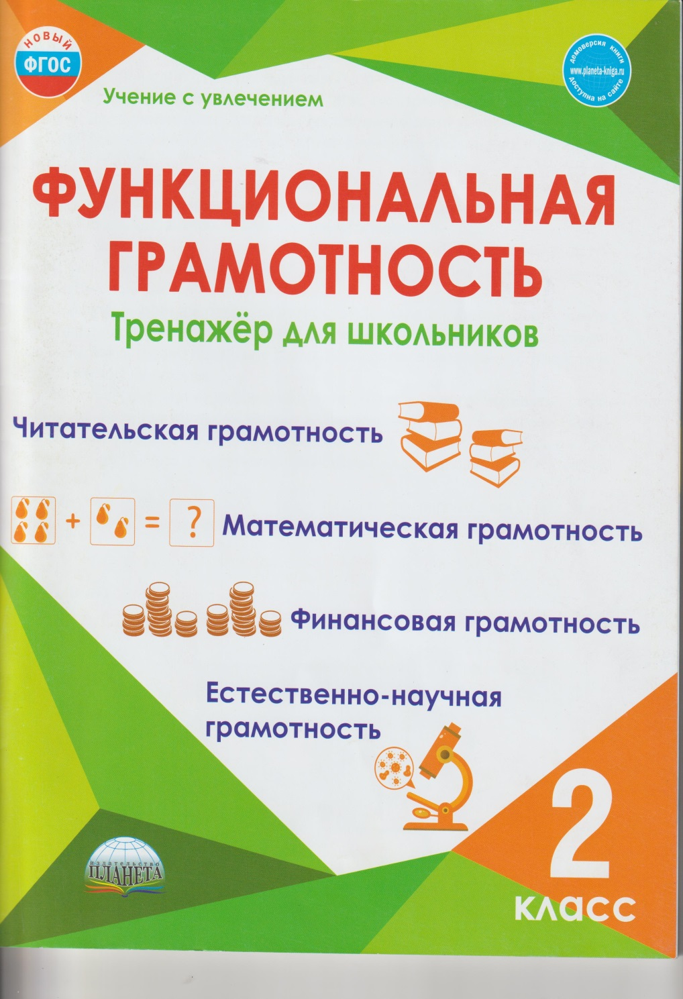 НОВЫЙ
ФГОС
демоверсия книги
www.planeta-kniga.ru
доступна на сайте
Учение с увлечением
ФУНКЦИОНАЛЬНАЯ
ГРАМОТНОСТЬ
Тренажёр для школьников
Читательская грамотность
+ = ? Математическая грамотность
Финансовая грамотность
Естественно-научная
грамотность
2
класс
издательство
ПЛАНЕТА